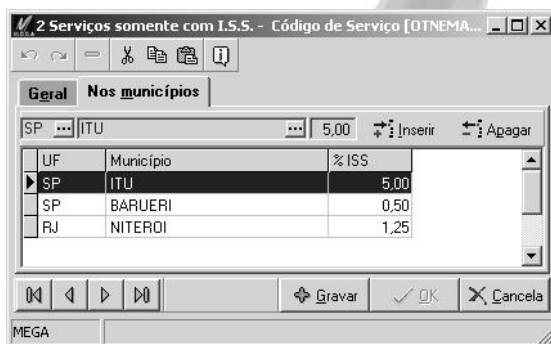 2 Serviços somente com I.S.S. - Código de Serviço [OTNEMA...
Geral Nos municípios
SP ... ITU ... 5,00 Inserir Apagar
UF Município % ISS
SP ITU 5,00
SP BARUERI 0,50
RJ NITEROI 1,25
Gravar OK Cancela
MEGA